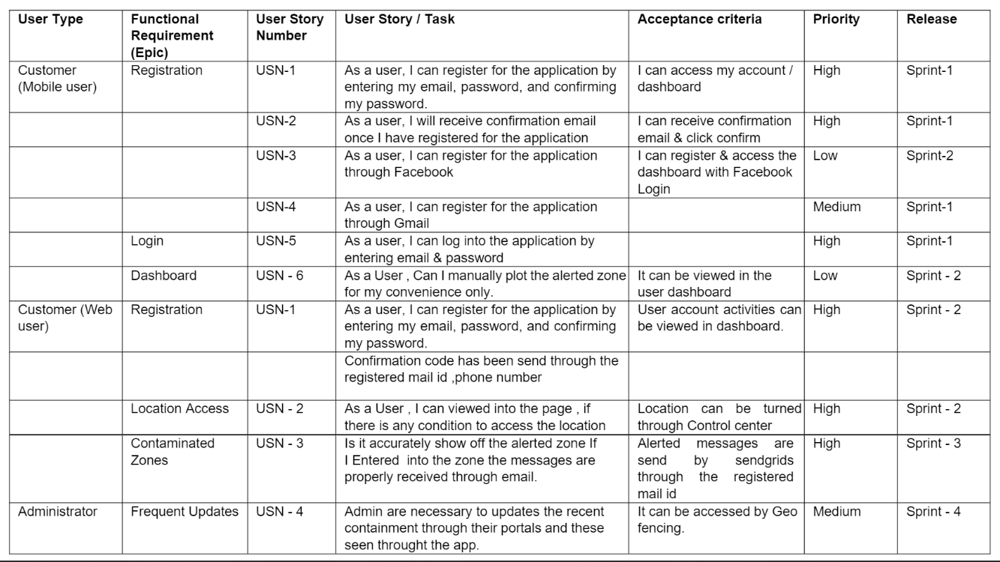 User Type
Functional
Requirement
(Epic)
User Story
Number
User Story / Task
Acceptance criteria
Priority
Release
Customer
(Mobile user)
Registration
USN-1
As a user, I can register for the application by
entering my email, password, and confirming
my password.
I can access my account /
dashboard
High
Sprint-1
USN-2
As a user, I will receive confirmation email
once I have registered for the application
I can receive confirmation
email & click confirm
High
Sprint-1
USN-3
As a user, I can register for the application
through Facebook
I can register & access the
dashboard with Facebook
Login
Low
Sprint-2
USN-4
As a user, I can register for the application
through Gmail
Medium
Sprint-1
Login
USN-5
As a user, I can log into the application by
entering email & password
High
Sprint-1
Dashboard
USN - 6
As a User , Can I manually plot the alerted zone
for my convenience only.
It can be viewed in the
user dashboard
Low
Sprint - 2
Customer (Web
user)
Registration
USN-1
As a user, I can register for the application by
entering my email, password, and confirming
my password.
User account activities can
be viewed in dashboard.
High
Sprint - 2
Confirmation code has been send through the
registered mail id ,phone number
Location Access
USN - 2
As a User , I can viewed into the page , if
there is any condition to access the location
Location can be turned
through Control center
High
Sprint - 2
Contaminated
Zones
USN - 3
Is it accurately show off the alerted zone If
I Entered into the zone the messages are
properly received through email.
Alerted messages are
send by sendgrids
through the registered
mail id
High
Sprint - 3
Administrator
Frequent Updates
USN - 4
Admin are necessary to updates the recent
containment through their portals and these
seen throught the app.
It can be accessed by Geo
fencing.
Medium
Sprint - 4